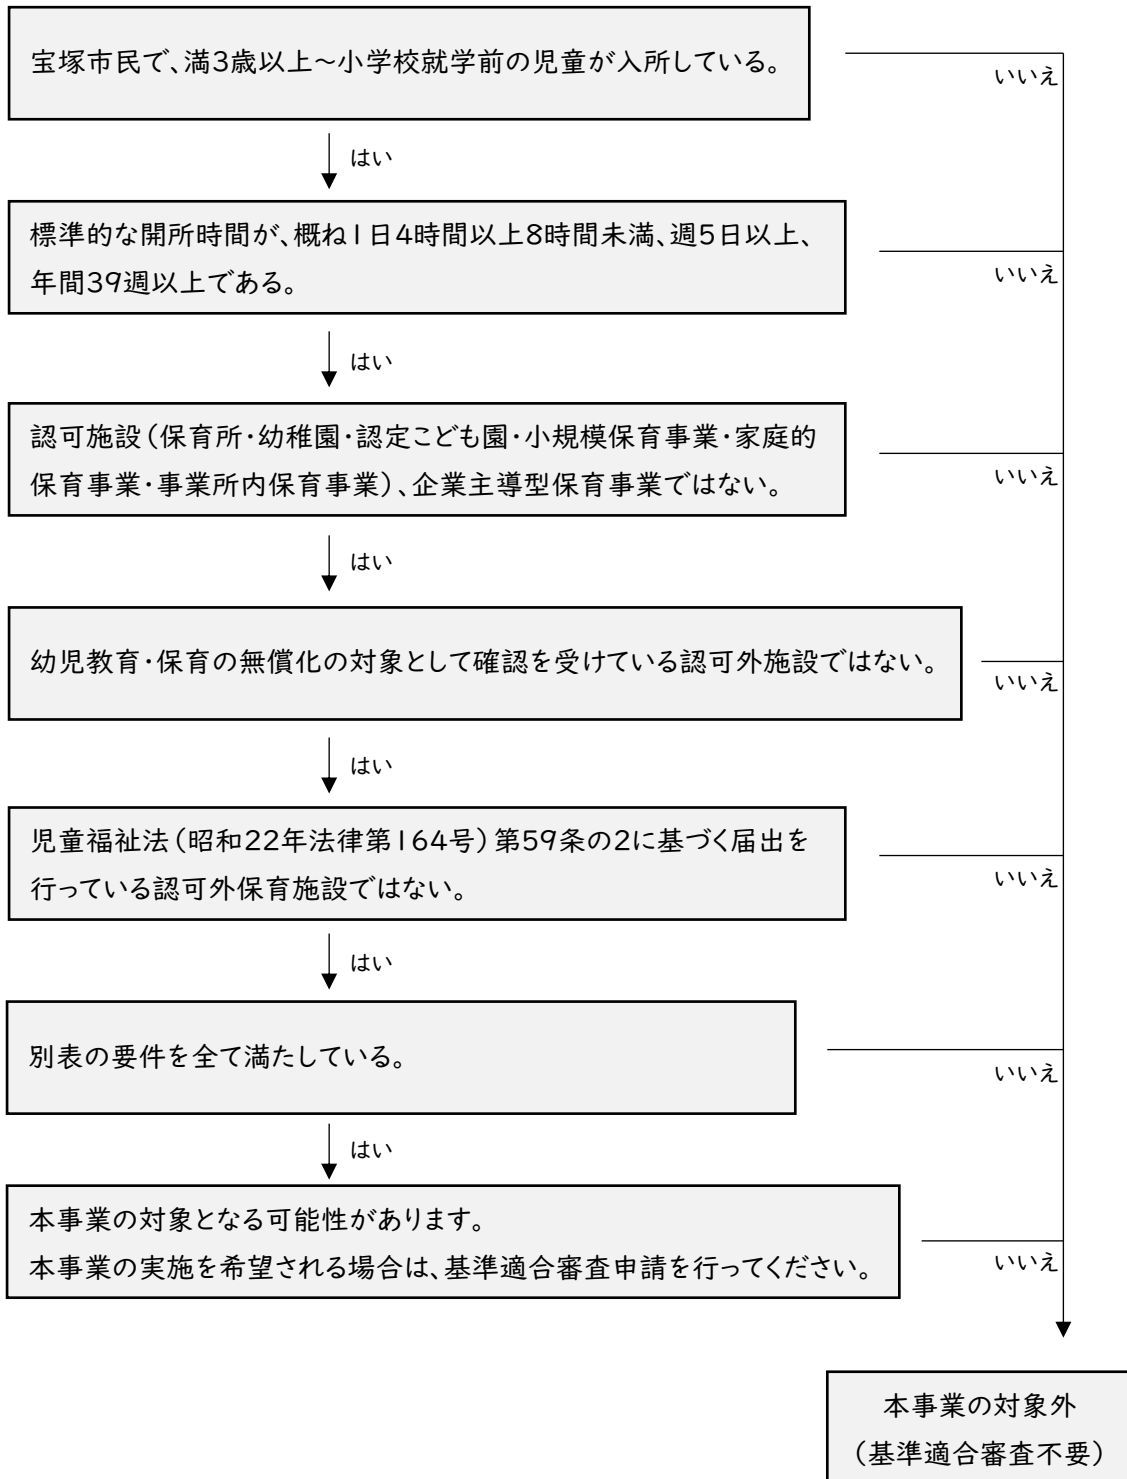 宝塚市民で、満3歳以上～小学校就学前の児童が入所している。
いいえ
はい
標準的な開所時間が、概ね1日4時間以上8時間未満、週5日以上、
年間39週以上である。
いいえ
はい
認可施設（保育所・幼稚園・認定こども園・小規模保育事業・家庭的
保育事業・事業所内保育事業）、企業主導型保育事業ではない。
いいえ
はい
幼児教育・保育の無償化の対象として確認を受けている認可外施設ではない。
いいえ
はい
児童福祉法（昭和22年法律第164号）第59条の2に基づく届出を
行っている認可外保育施設ではない。
いいえ
はい
別表の要件を全て満たしている。
いいえ
はい
本事業の対象となる可能性があります。
本事業の実施を希望される場合は、基準適合審査申請を行ってください。
いいえ
本事業の対象外
（基準適合審査不要）